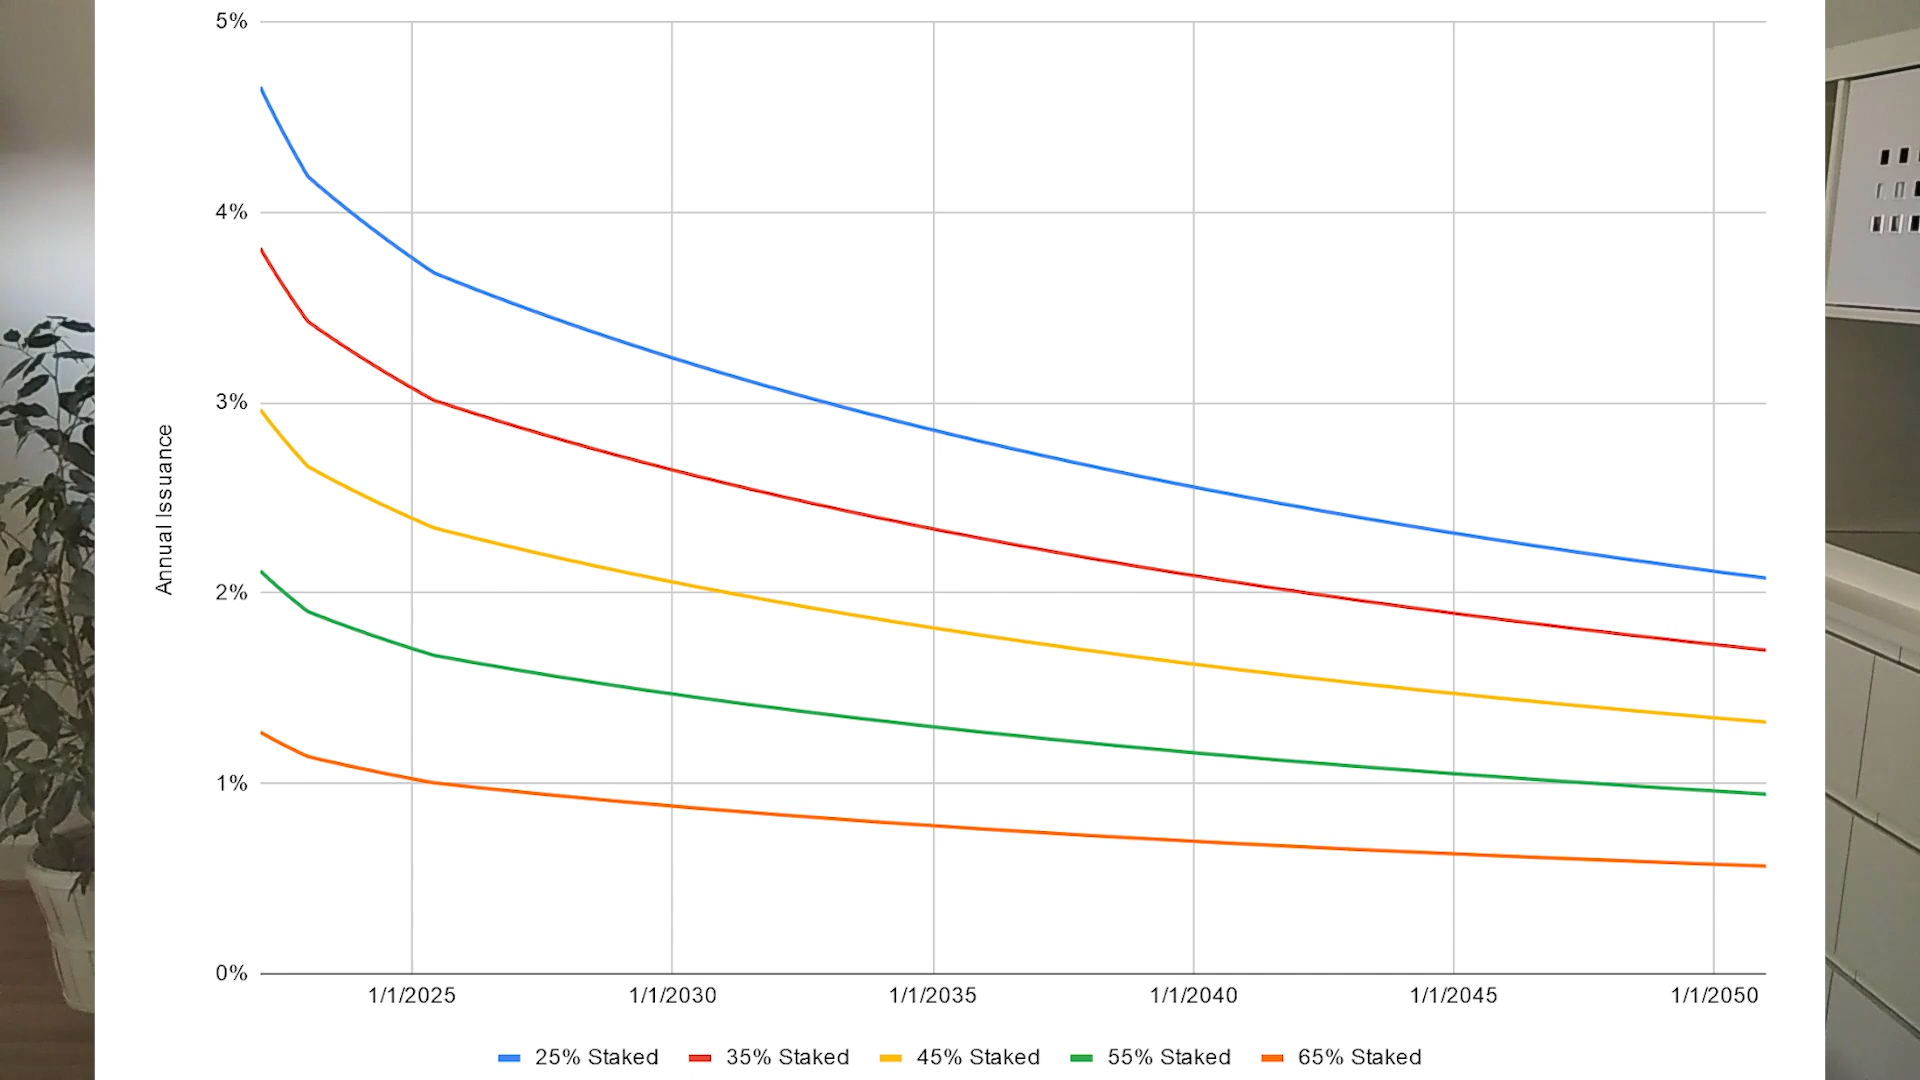 5%
4%
3%
2%
1%
0%
Annual Issuance
1/1/2025 1/1/2030 1/1/2035 1/1/2040 1/1/2045 1/1/2050
25% Staked 35% Staked 45% Staked 55% Staked 65% Staked